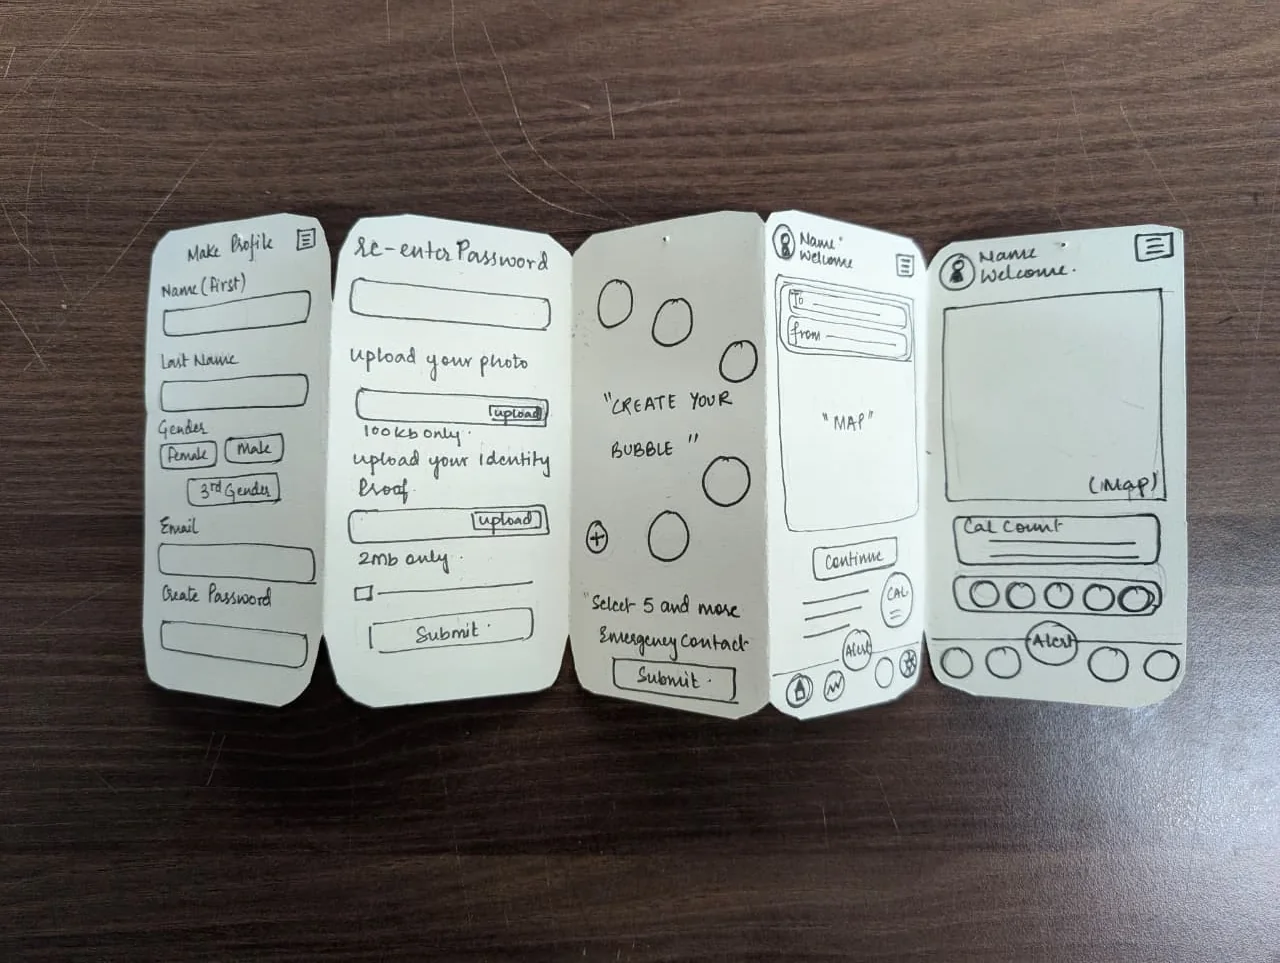 Make Profile
Name (first)
Last Name
Gender
Female
Male
3rd Gender
Email
Create Password
Re-enter Password
upload your photo
upload
100kb only.
upload your identity
Proof.
upload
2mb only.
Submit.
"CREATE YOUR
BUBBLE"
+
"Select 5 and more
Emergency Contact
Submit.
Name
Welcome
To
from
"MAP"
Continue
CAL
Alert
Name
Welcome.
(Map)
Cal Count
Alert